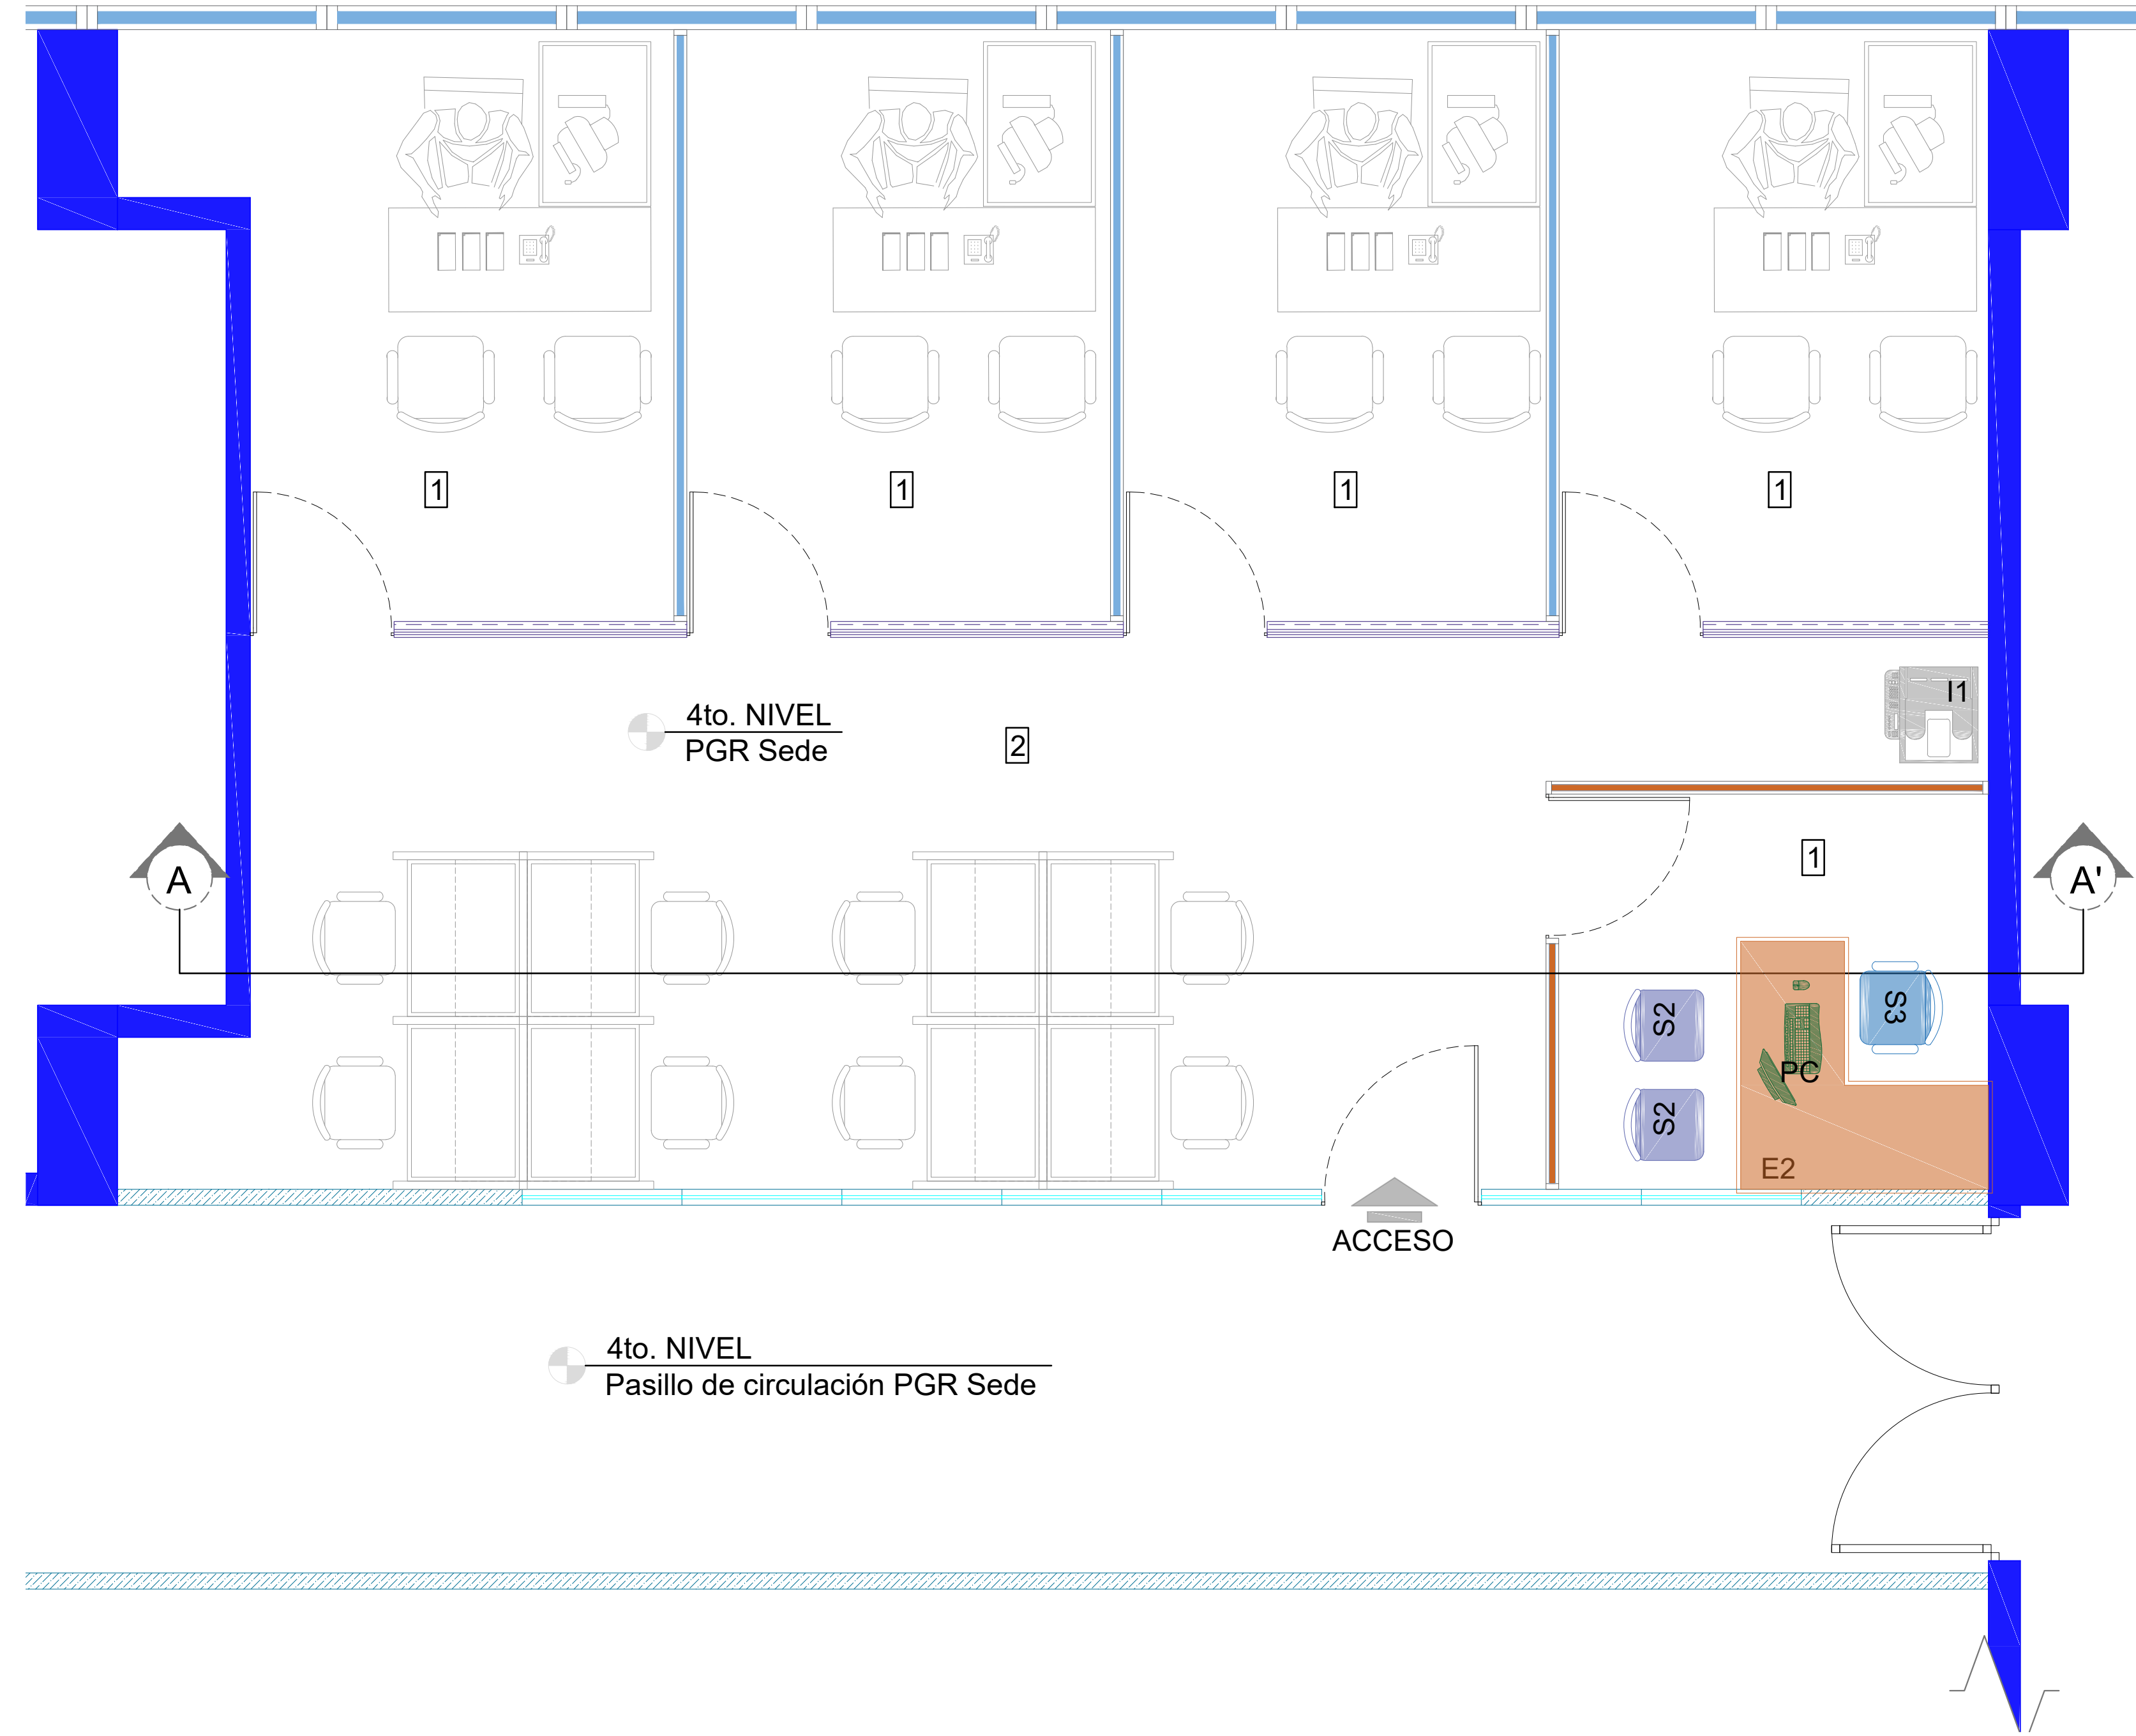 1
1
1
1
I1
4to. NIVEL
PGR Sede
2
1
A
A'
S2
S3
PC
S2
E2
ACCESO
4to. NIVEL
Pasillo de circulación PGR Sede